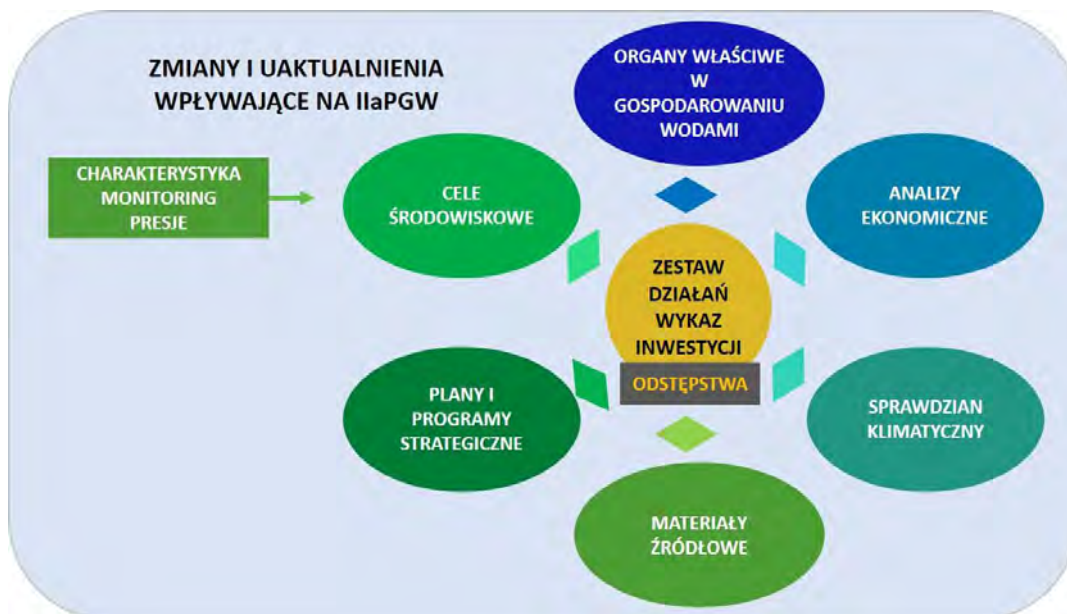 ZMIANY I UAKTUALNIENIA
WPŁYWAJĄCE NA IIaPGW
ORGANY WŁAŚCIWE
W
GOSPODAROWANIU
WODAMI
CHARAKTERYSTYKA
MONITORING
PRESJE
CELE
ŚRODOWISKOWE
ANALIZY
EKONOMICZNE
ZESTAW
DZIAŁAŃ
WYKAZ
INWESTYCJI
ODSTĘPSTWA
PLANY I
PROGRAMY
STRATEGICZNE
SPRAWDZIAN
KLIMATYCZNY
MATERIAŁY
ŹRÓDŁOWE